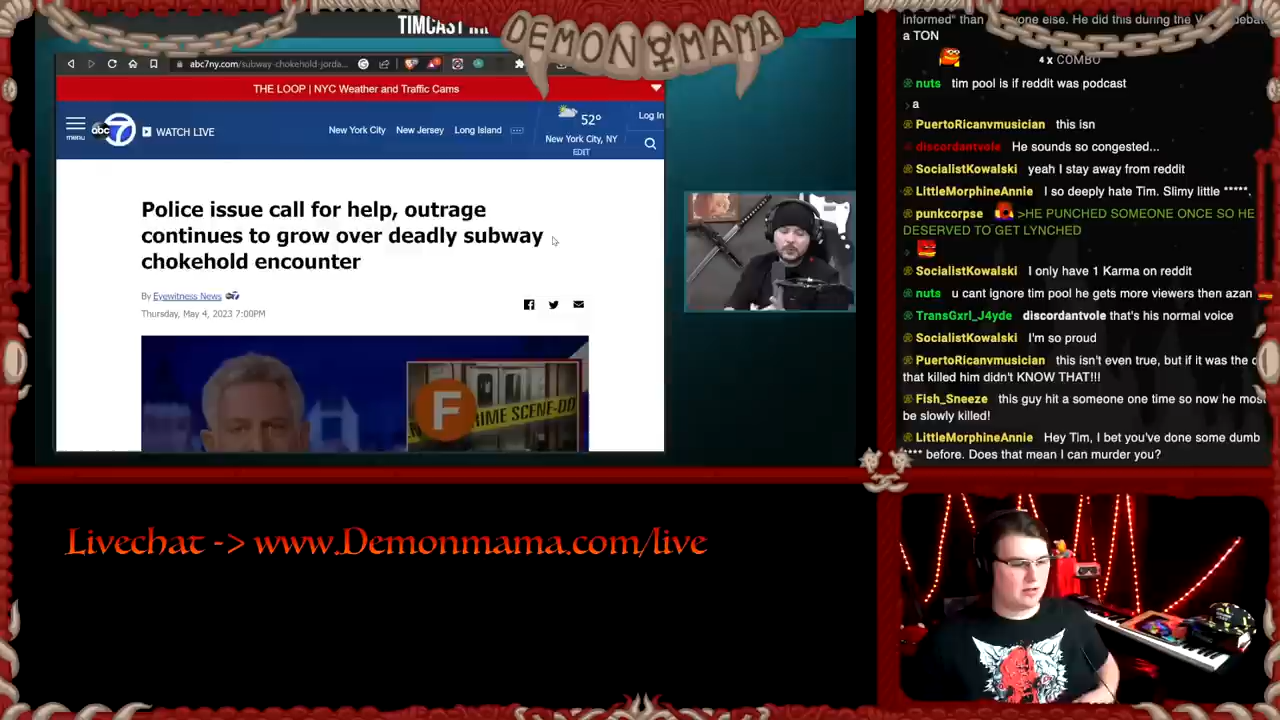 TIMCAST
DEMON MAMA
abc7ny.com/subway-chokehold-jorda...
THE LOOP | NYC Weather and Traffic Cams
menu
abc 7
WATCH LIVE
New York City
New Jersey
Long Island
52°
New York City, NY
EDIT
Log In
Police issue call for help, outrage
continues to grow over deadly subway
chokehold encounter
By Eyewitness News
Thursday, May 4, 2023 7:00PM
F
CRIME SCENE-DO
Livechat -> www.Demonmama.com/live
informed" than
one else. He did this during the
a TON
4 x COMBO
nuts tim pool is if reddit was podcast
a
PuertoRicanvmusician this isn
discordantvole He sounds so congested...
SocialistKowalski yeah I stay away from reddit
LittleMorphineAnnie I so deeply hate Tim. Slimy little *****.
punkcorpse >HE PUNCHED SOMEONE ONCE SO HE
DESERVED TO GET LYNCHED
SocialistKowalski I only have 1 Karma on reddit
nuts u cant ignore tim pool he gets more viewers then azan
TransGxrl_J4yde discordantvole that's his normal voice
SocialistKowalski I'm so proud
PuertoRicanvmusician this isn't even true, but if it was the
that killed him didn't KNOW THAT!!!
Fish_Sneeze this guy hit a someone one time so now he most
be slowly killed!
LittleMorphineAnnie Hey Tim, I bet you've done some dumb
**** before. Does that mean I can murder you?